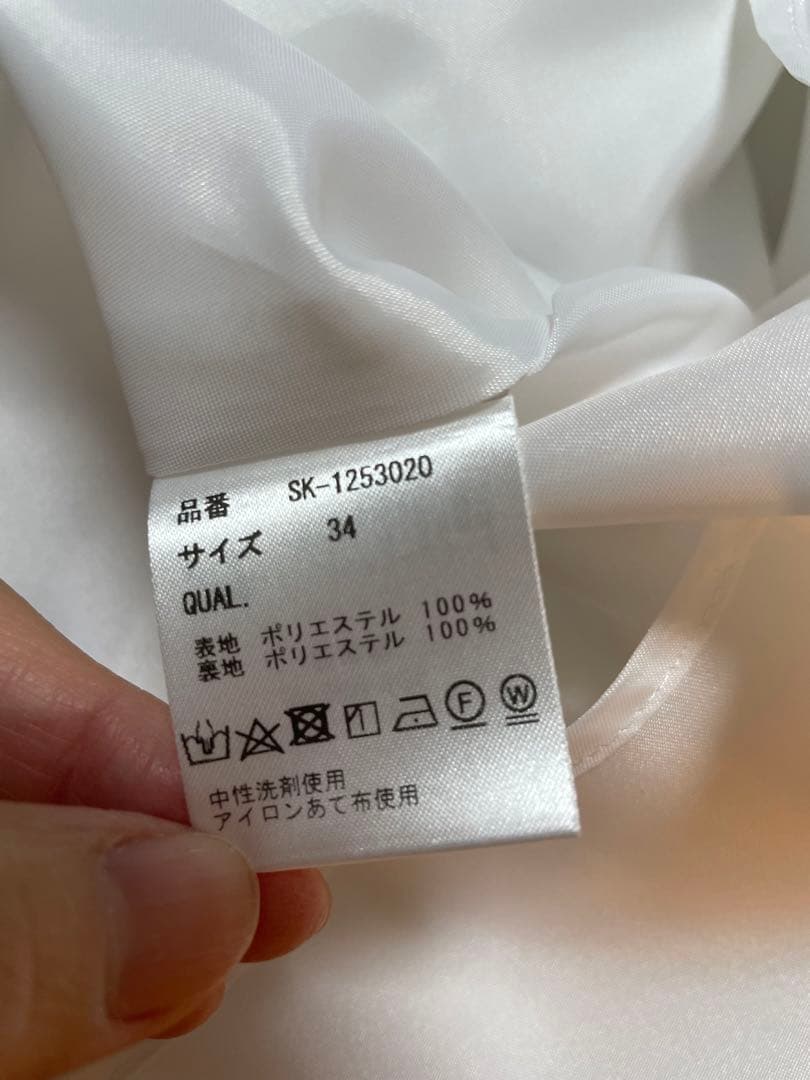 品番 SK-1253020
サイズ 34
QUAL.
表地 ポリエステル 100%
裏地 ポリエステル 100%
F W
中性洗剤使用
アイロンあて布使用